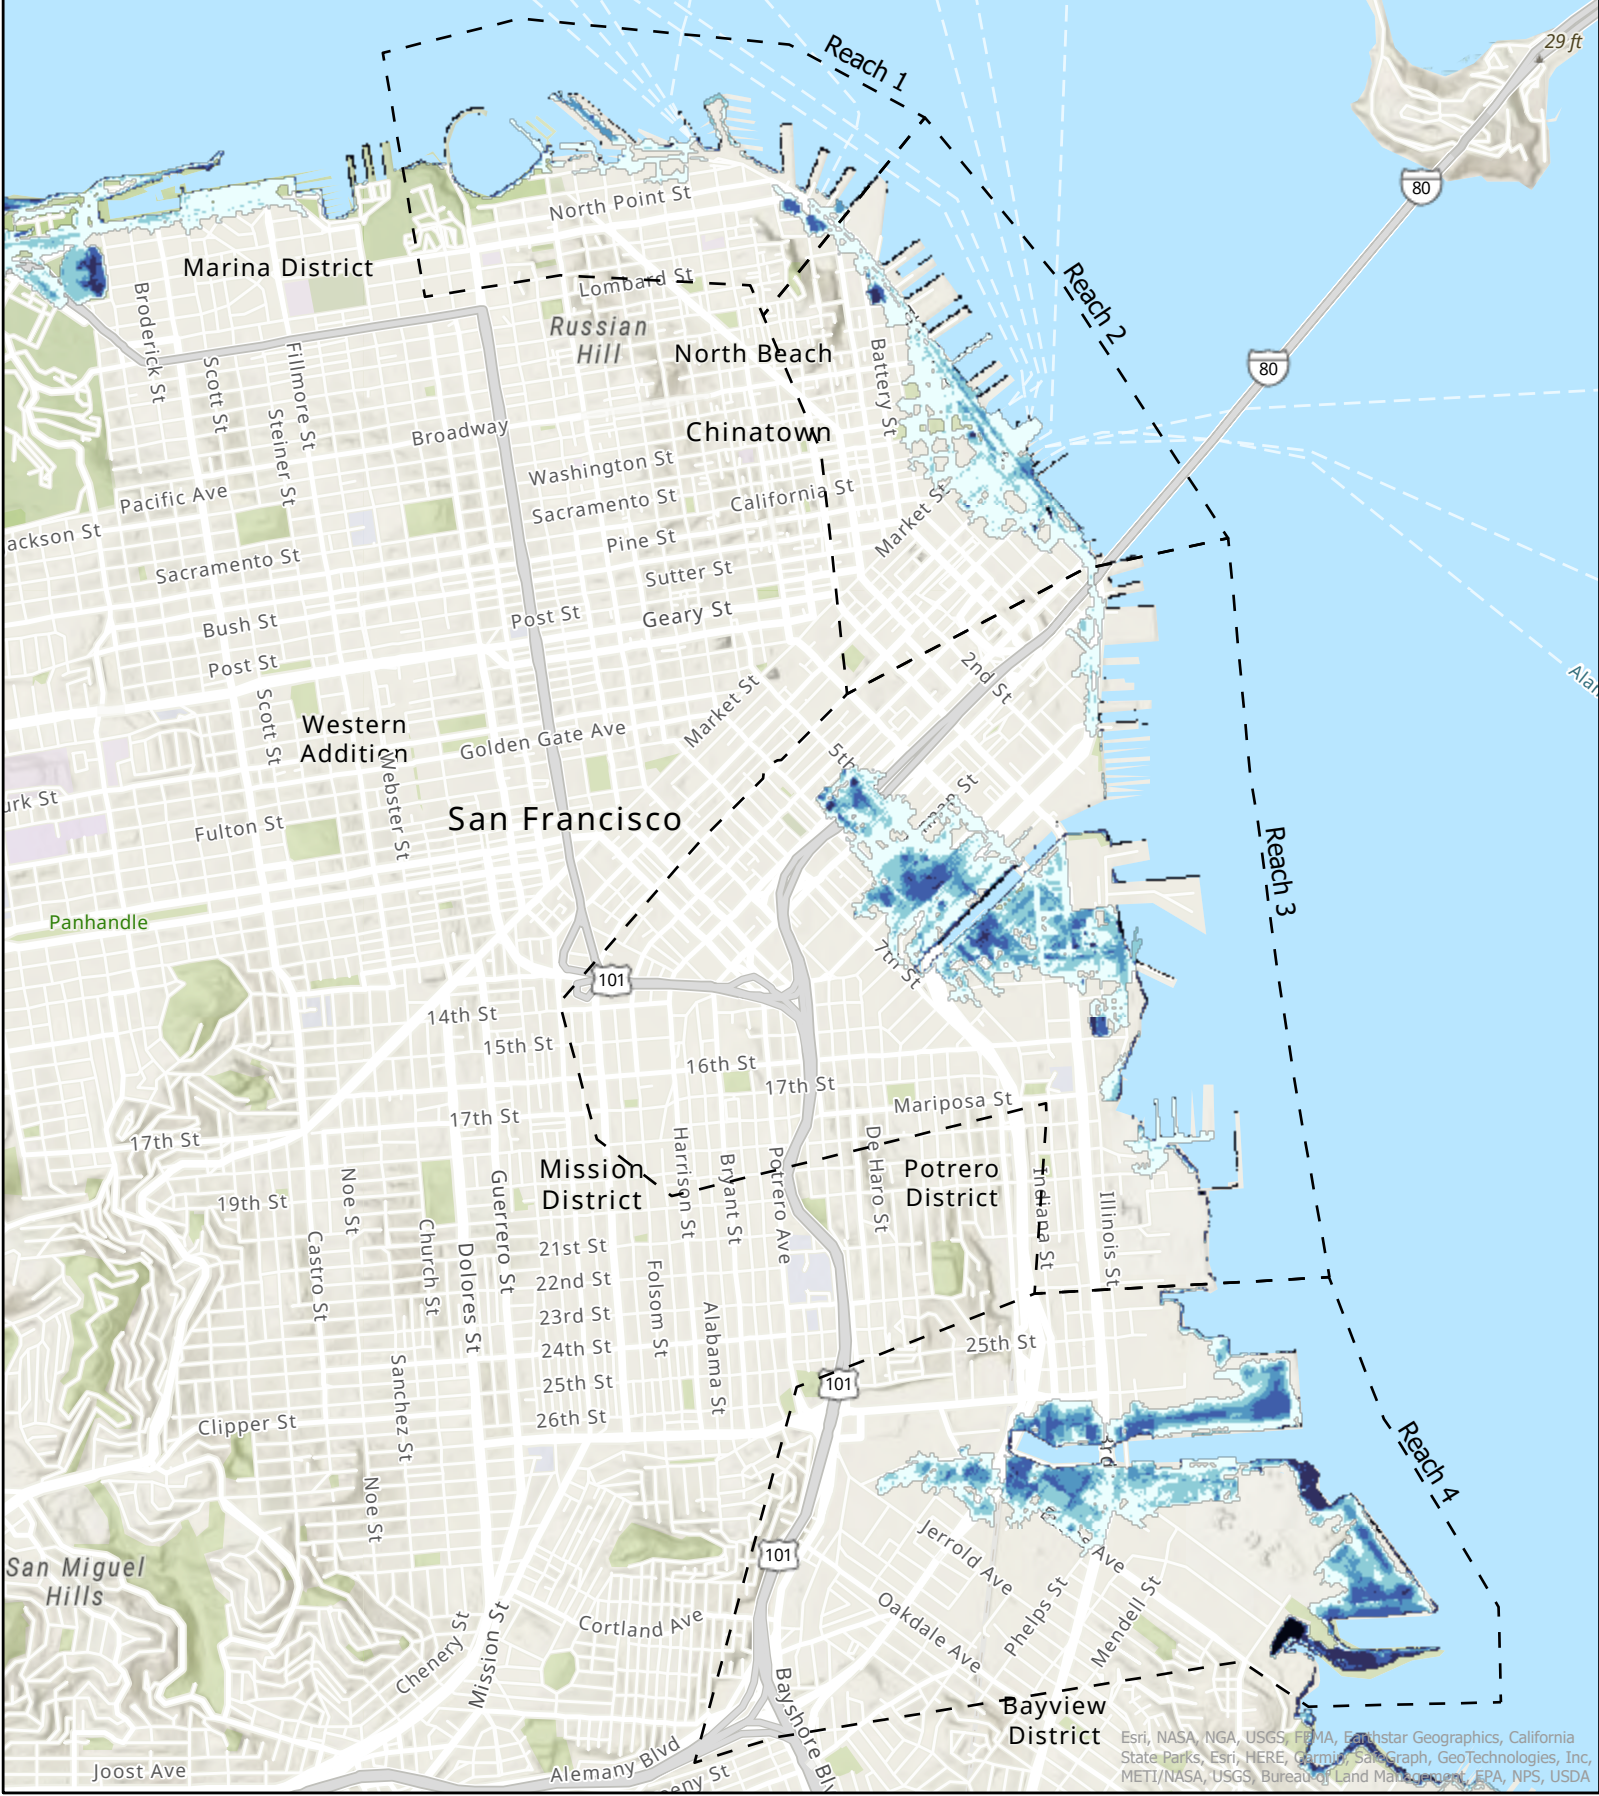 29 ft
Reach 1
80
North Point St
Marina District
Lombard St
Reach 2
Broderick St
Russian
Hill
North Beach
80
Scott St
Fillmore St
Battery St
Steiner St
Broadway
Chinatown
Washington St
Pacific Ave
Sacramento St
California St
Market St
ackson St
Pine St
Sacramento St
Sutter St
Post St
Geary St
Bush St
Post St
2nd St
Alam
Scott St
Market St
Western
Addition
Golden Gate Ave
Webster St
5th
urk St
Fulton St
San Francisco
Reach 3
Panhandle
7th St
101
14th St
15th St
16th St
17th St
17th St
Mariposa St
17th St
Harrison St
Bryant St
Potrero Ave
De Haro St
Mission
District
Potrero
District
Indiana St
Illinois St
19th St
Noe St
Castro St
Church St
Guerrero St
Dolores St
21st St
22nd St
23rd St
24th St
25th St
26th St
Folsom St
Alabama St
25th St
101
Sanchez St
Clipper St
Noe St
rd
Reach 4
Ave
Jerrold Ave
101
San Miguel
Hills
Oakdale Ave
Phelps St
Mendell St
Cortland Ave
Chenery St
Mission St
Bayshore Blv
Bayview
District
Alemany Blvd
eny St
Joost Ave
Esri, NASA, NGA, USGS, FEMA, Earthstar Geographics, California
State Parks, Esri, HERE, Garmin, SafeGraph, GeoTechnologies, Inc,
METI/NASA, USGS, Bureau of Land Management, EPA, NPS, USDA